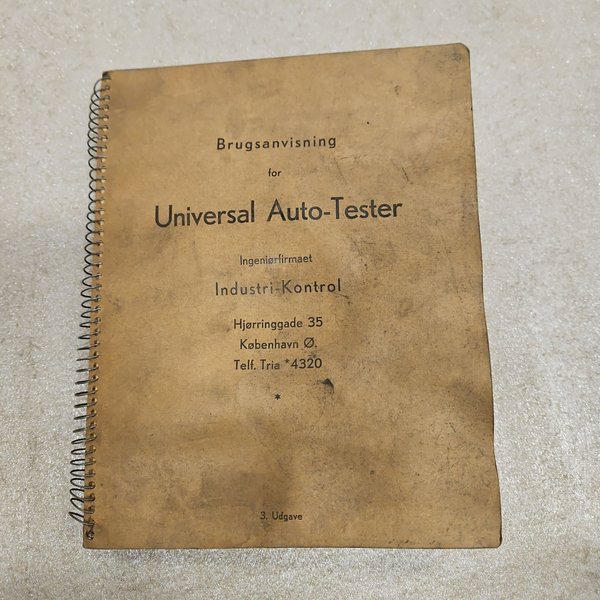 Brugsanvisning
for
Universal Auto-Tester
Ingeniørfirmaet
Industri-Kontrol
Hjørringgade 35
København Ø.
Telf. Tria *4320
*
3. Udgave